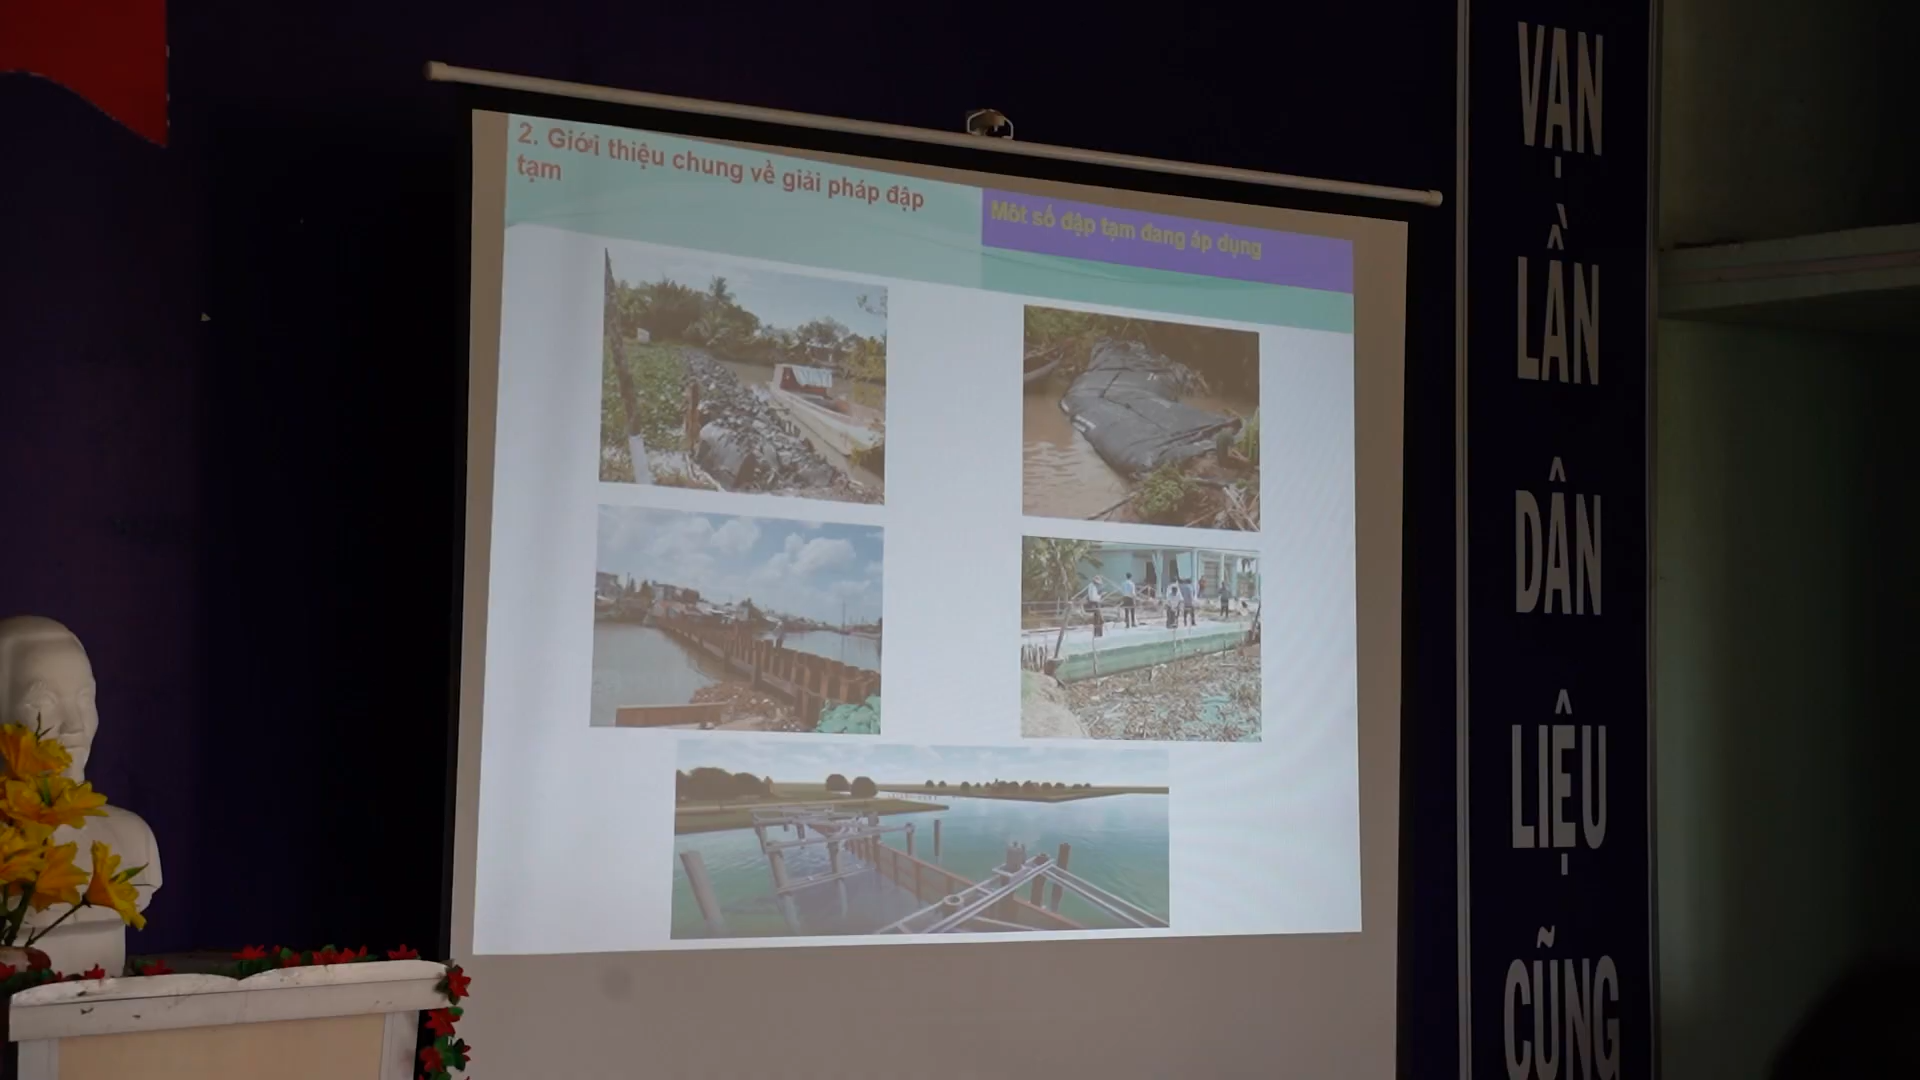 2. Giới thiệu chung về giải pháp đập
tạm
Một số đập tạm đang áp dụng
VẠN
LẦN
DÂN
LIỆU
CŨNG